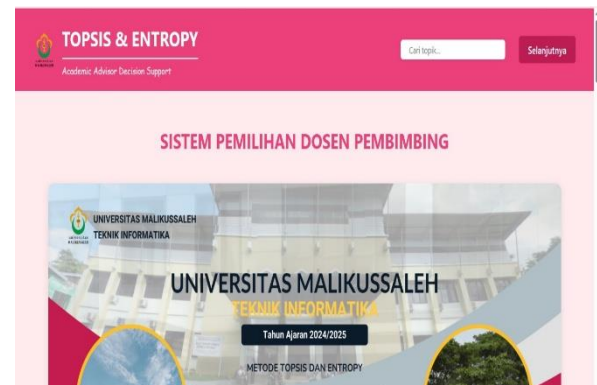 TOPSIS & ENTROPY
Academic Advisor Decision Support
Cari topik...
Selanjutnya
SISTEM PEMILIHAN DOSEN PEMBIMBING
UNIVERSITAS MALIKUSSALEH
TEKNIK INFORMATIKA
UNIVERSITAS MALIKUSSALEH
TEKNIK INFORMATIKA
Tahun Ajaran 2024/2025
METODE TOPSIS DAN ENTROPY